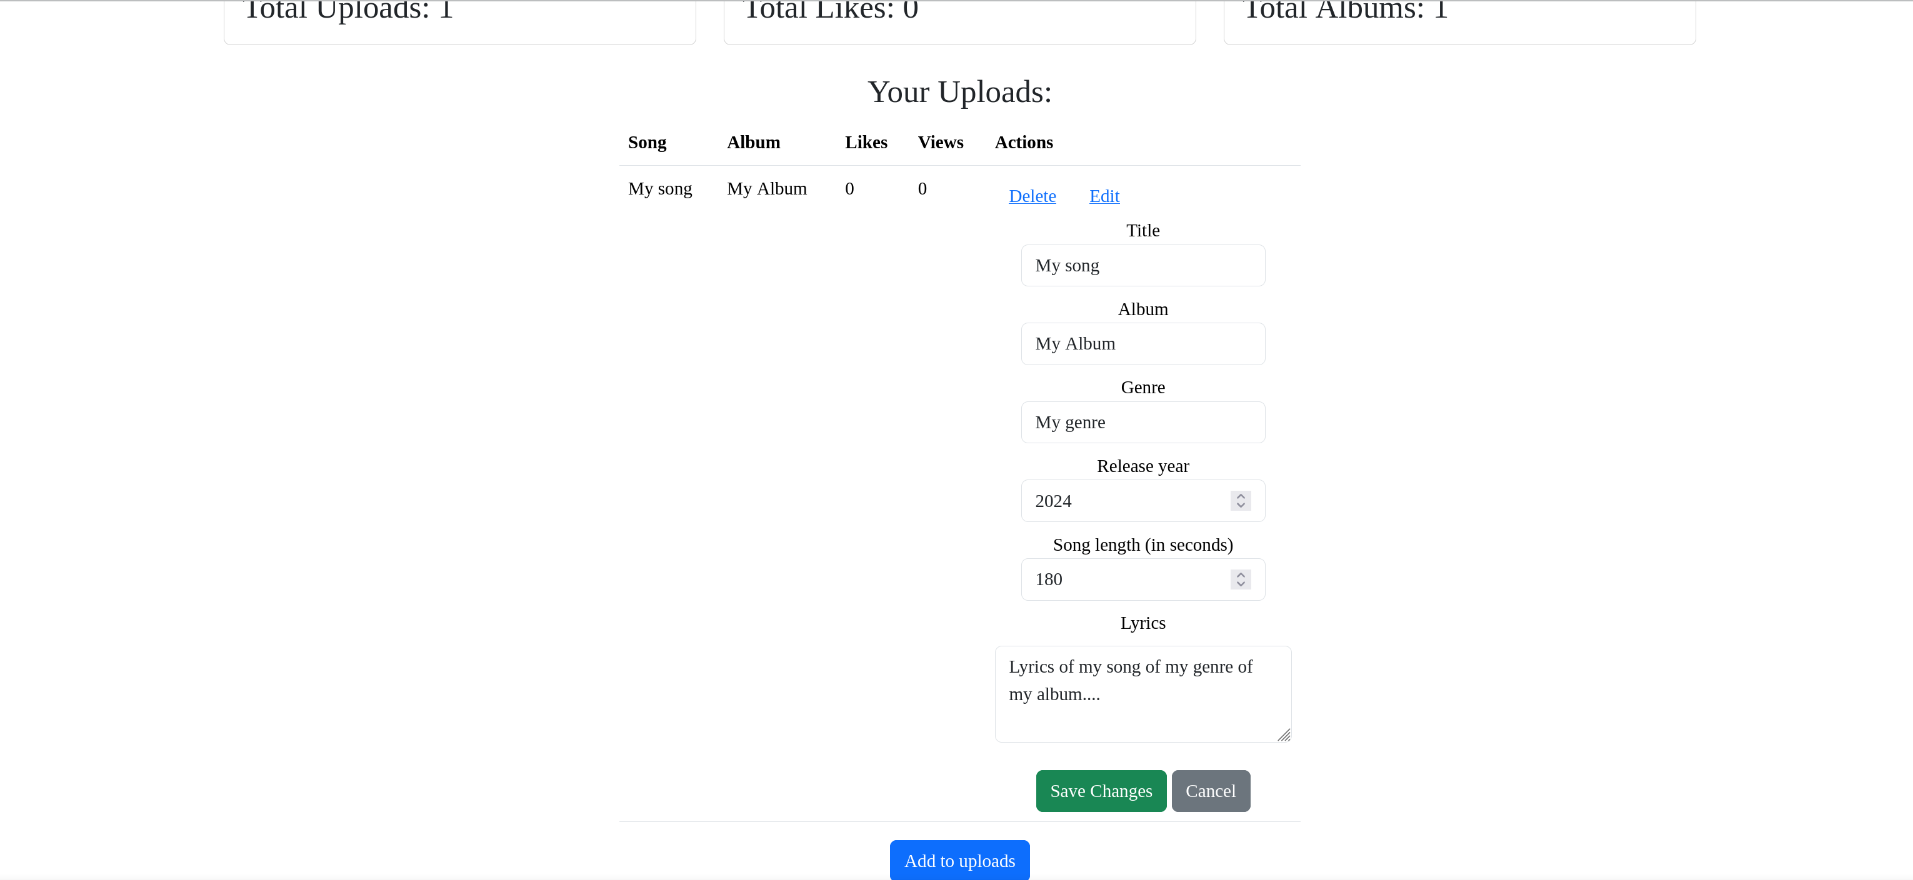 Total Uploads: 1
Total Likes: 0
Total Albums: 1
Your Uploads:
Song Album Likes Views Actions
My song My Album 0 0 Delete Edit
Title
My song
Album
My Album
Genre
My genre
Release year
2024
Song length (in seconds)
180
Lyrics
Lyrics of my song of my genre of
my album....
Save Changes Cancel
Add to uploads